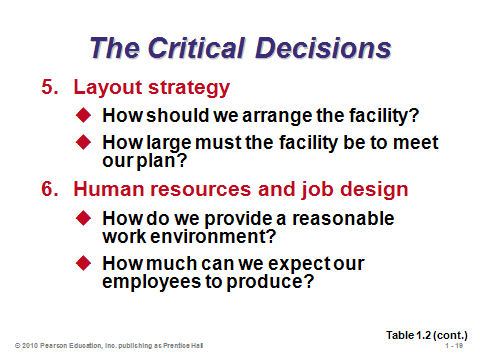 The Critical Decisions
5. Layout strategy
How should we arrange the facility?
How large must the facility be to meet
our plan?
6. Human resources and job design
How do we provide a reasonable
work environment?
How much can we expect our
employees to produce?
Table 1.2 (cont.)
© 2010 Pearson Education, Inc. publishing as Prentice Hall
1 - 19